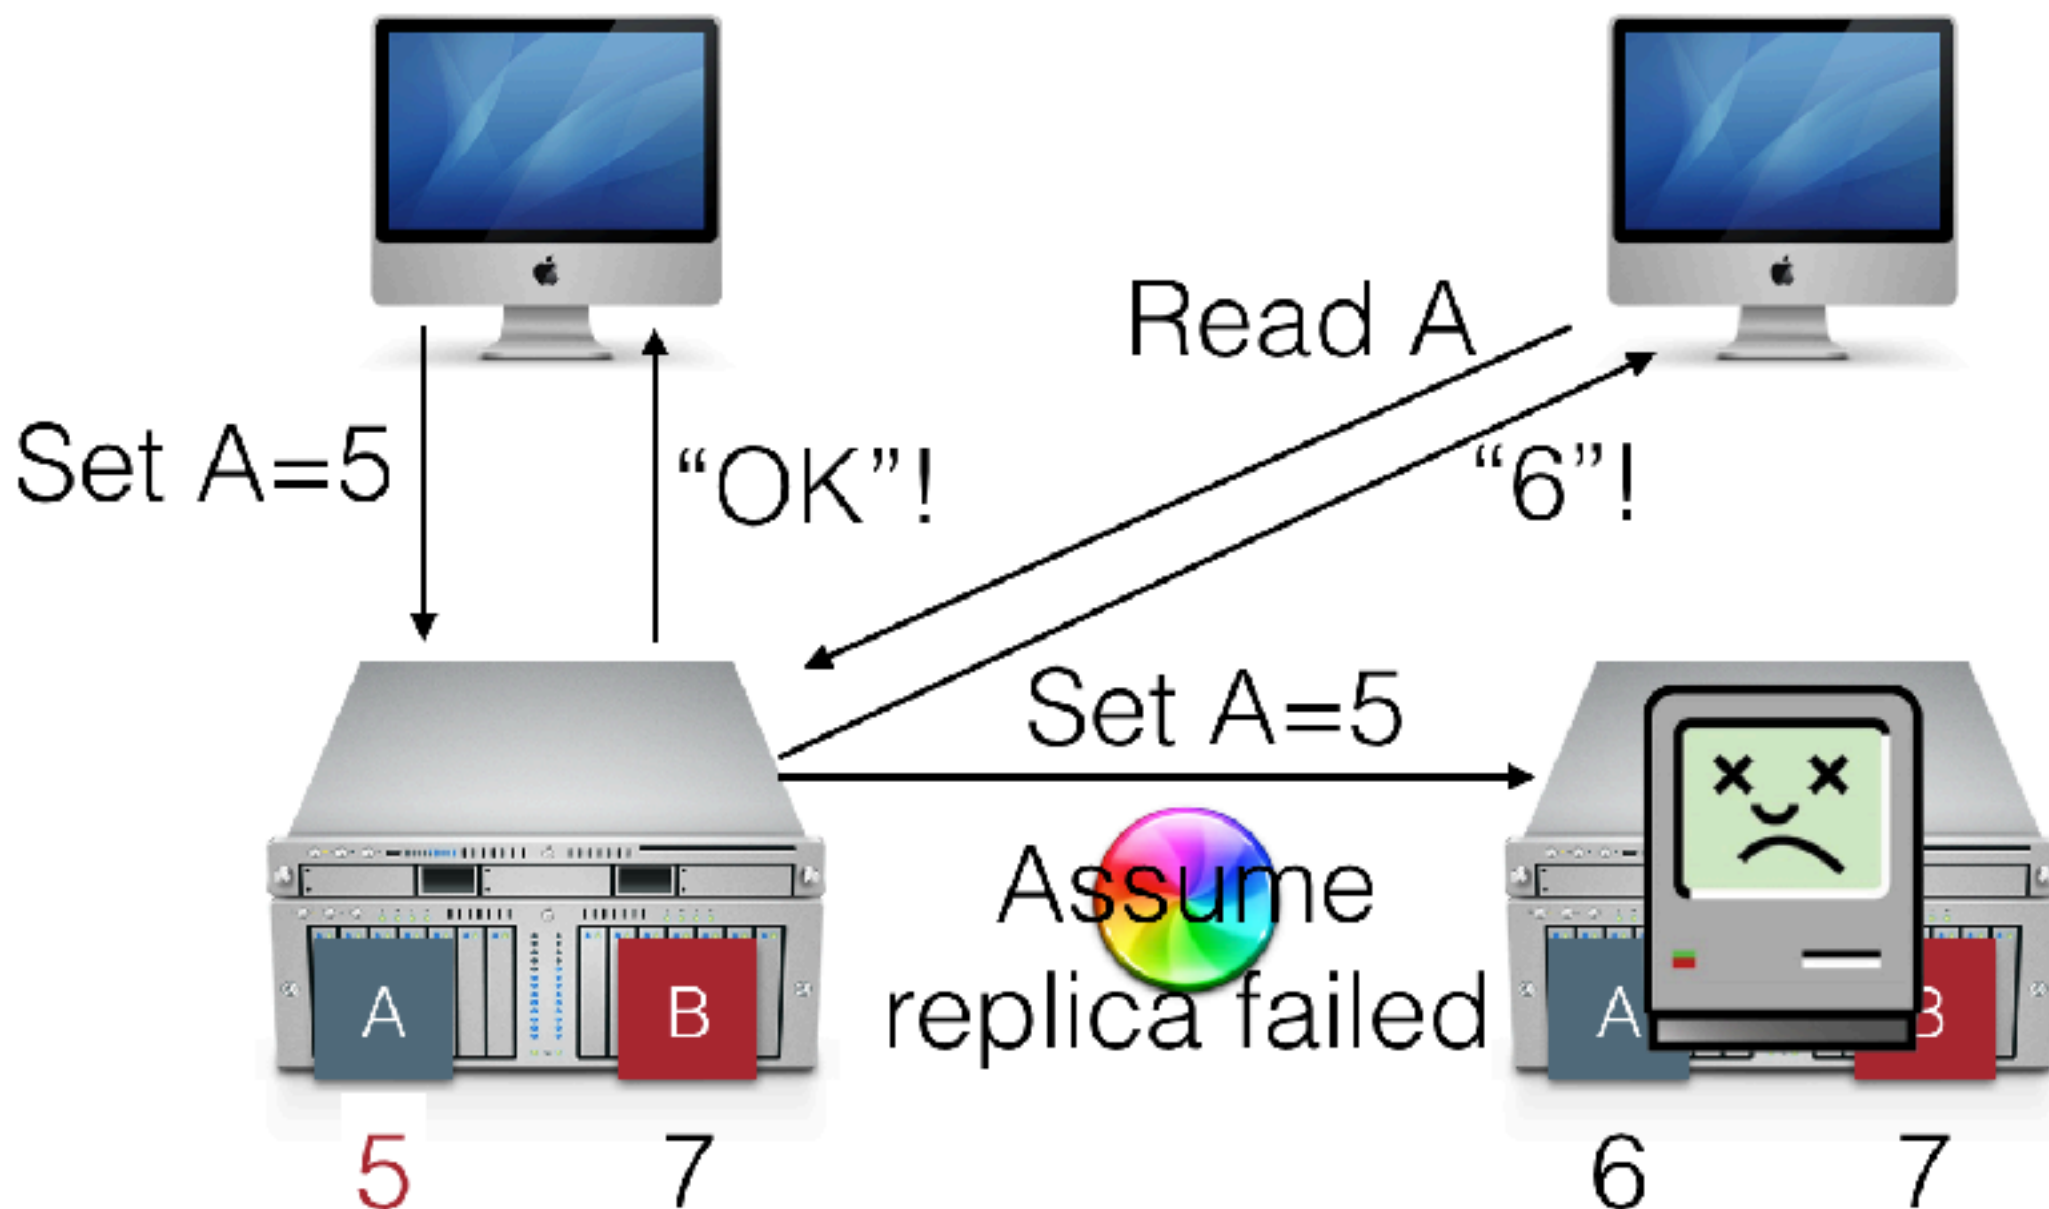 Read A
Set A=5
“OK”!
“6”!
Set A=5
Assume
replica failed
A
B
A
B
5
7
6
7